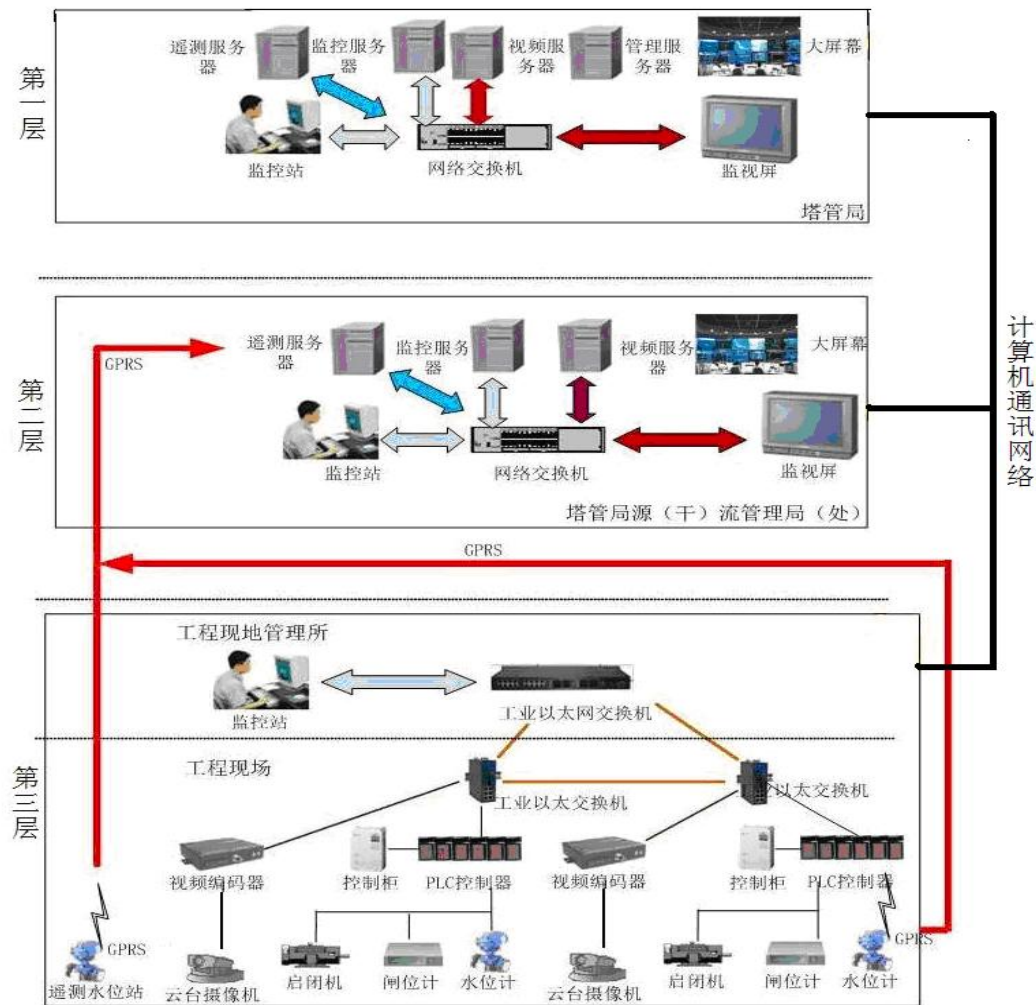 第一层
遥测服务器
监控服务器
视频服务器
管理服务器
大屏幕
监控站
网络交换机
监视屏
塔管局
计算机通讯网络
第二层
GPRS
遥测服务器
监控服务器
视频服务器
大屏幕
监控站
网络交换机
监视屏
塔管局源（干）流管理局（处）
GPRS
第三层
工程现地管理所
监控站
工业以太网交换机
工程现场
工业以太交换机
工业以太交换机
视频编码器
控制柜
PLC控制器
视频编码器
控制柜
PLC控制器
GPRS
GPRS
遥测水位站
云台摄像机
启闭机
闸位计
水位计
云台摄像机
启闭机
闸位计
水位计